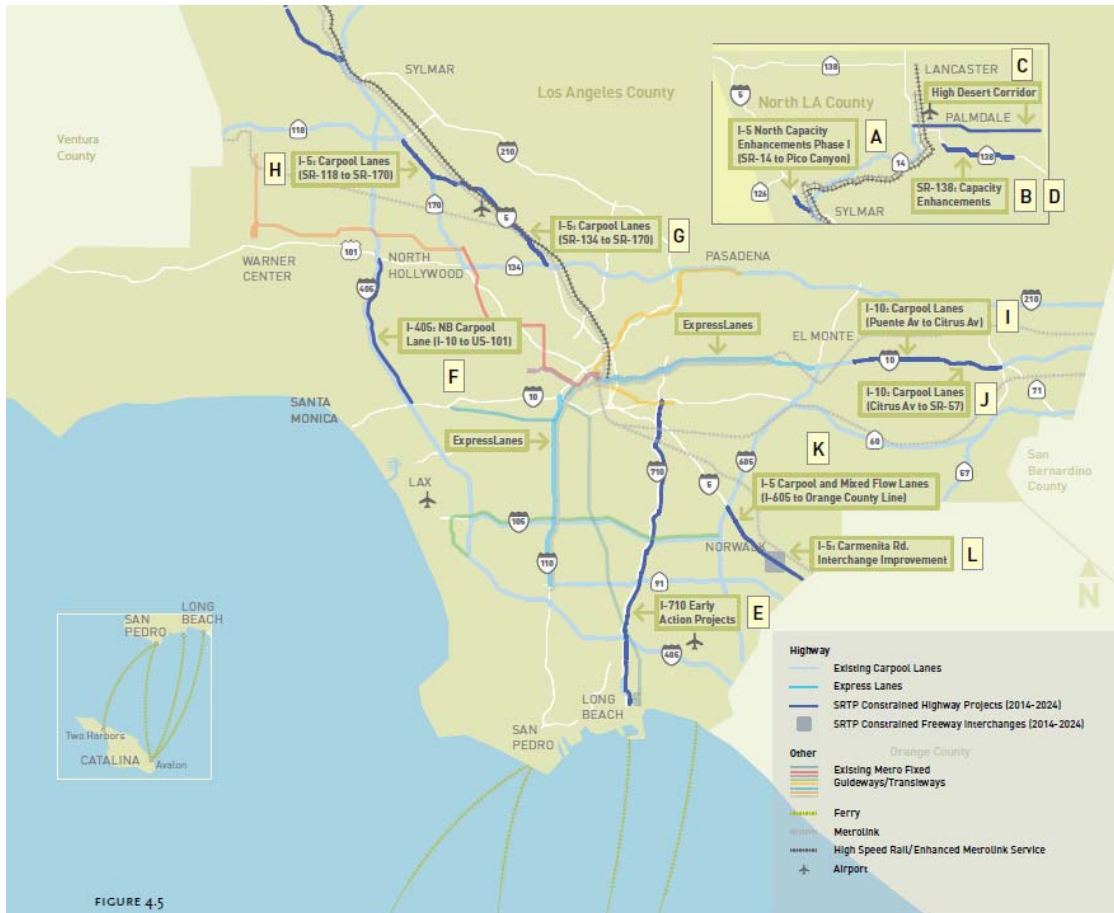 SYLMAR
Los Angeles County
Ventura
County
118
210
H
I-5: Carpool Lanes
(SR-118 to SR-170)
170
5
I-5: Carpool Lanes
(SR-134 to SR-170)
G
101
WARNER
CENTER
NORTH
HOLLYWOOD
134
PASADENA
405
138
LANCASTER
C
High Desert Corridor
5
North LA County
PALMDALE
I-5 North Capacity
Enhancements Phase I
(SR-14 to Pico Canyon)
A
14
138
126
SR-138: Capacity
Enhancements
B
D
SYLMAR
I-10: Carpool Lanes
(Puente Av to Citrus Av)
I
210
ExpressLanes
EL MONTE
I-405: NB Carpool
Lane (I-10 to US-101)
F
10
I-10: Carpool Lanes
(Citrus Av to SR-57)
J
71
SANTA
MONICA
10
ExpressLanes
60
57
K
San
Bernardino
County
605
710
5
I-5 Carpool and Mixed Flow Lanes
(I-605 to Orange County Line)
LAX
105
NORWALK
I-5: Carmenita Rd.
Interchange Improvement
L
110
91
I-710 Early
Action Projects
E
N
405
LONG
BEACH
SAN
PEDRO
LONG
BEACH
SAN
PEDRO
Two Harbors
CATALINA
Avalon
Highway
Existing Carpool Lanes
Express Lanes
SRTP Constrained Highway Projects (2014-2024)
SRTP Constrained Freeway Interchanges (2014-2024)
Other
Orange County
Existing Metro Fixed
Guideways/Transitways
Ferry
Metrolink
High Speed Rail/Enhanced Metrolink Service
Airport
FIGURE 4.5